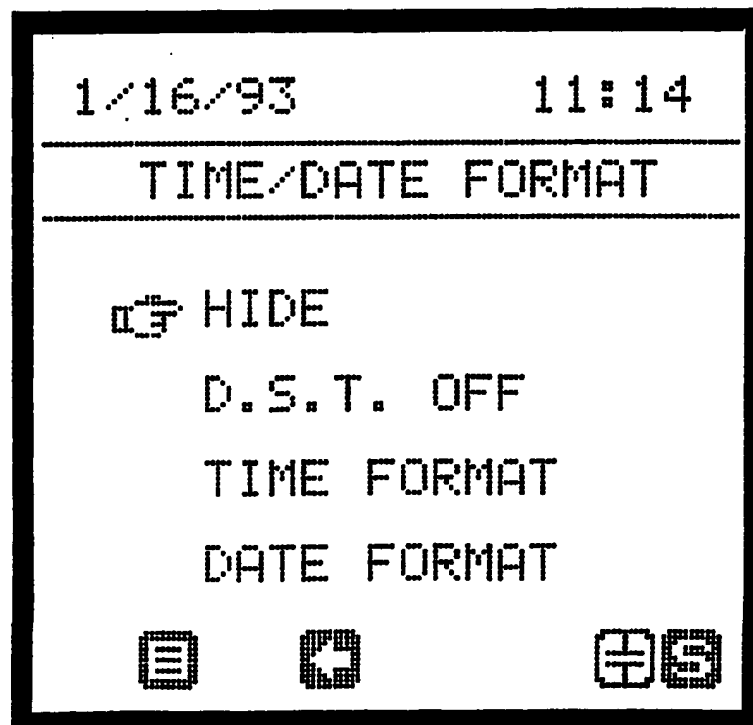 1/16/93 11:14
TIME/DATE FORMAT
HIDE
D.S.T. OFF
TIME FORMAT
DATE FORMAT
S